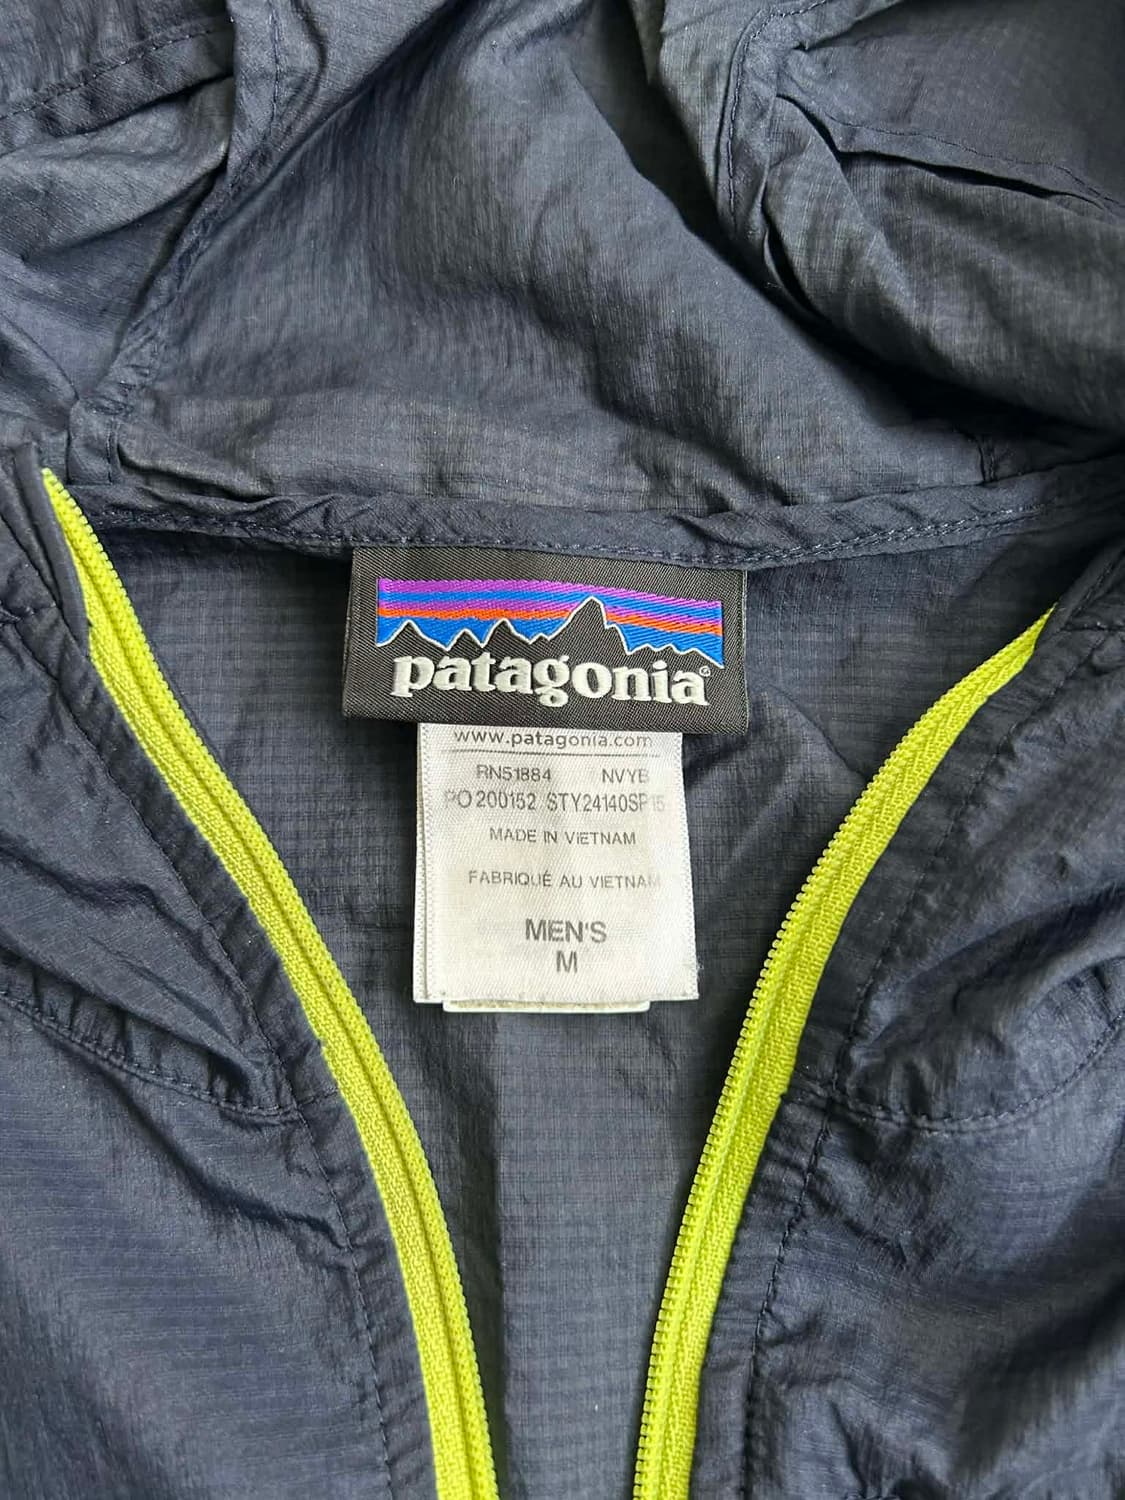 patagonia®
www.patagonia.com
RN51884 NVYB
PO 200152 STY24140SP15
MADE IN VIETNAM
FABRIQUÉ AU VIETNAM
MEN'S
M